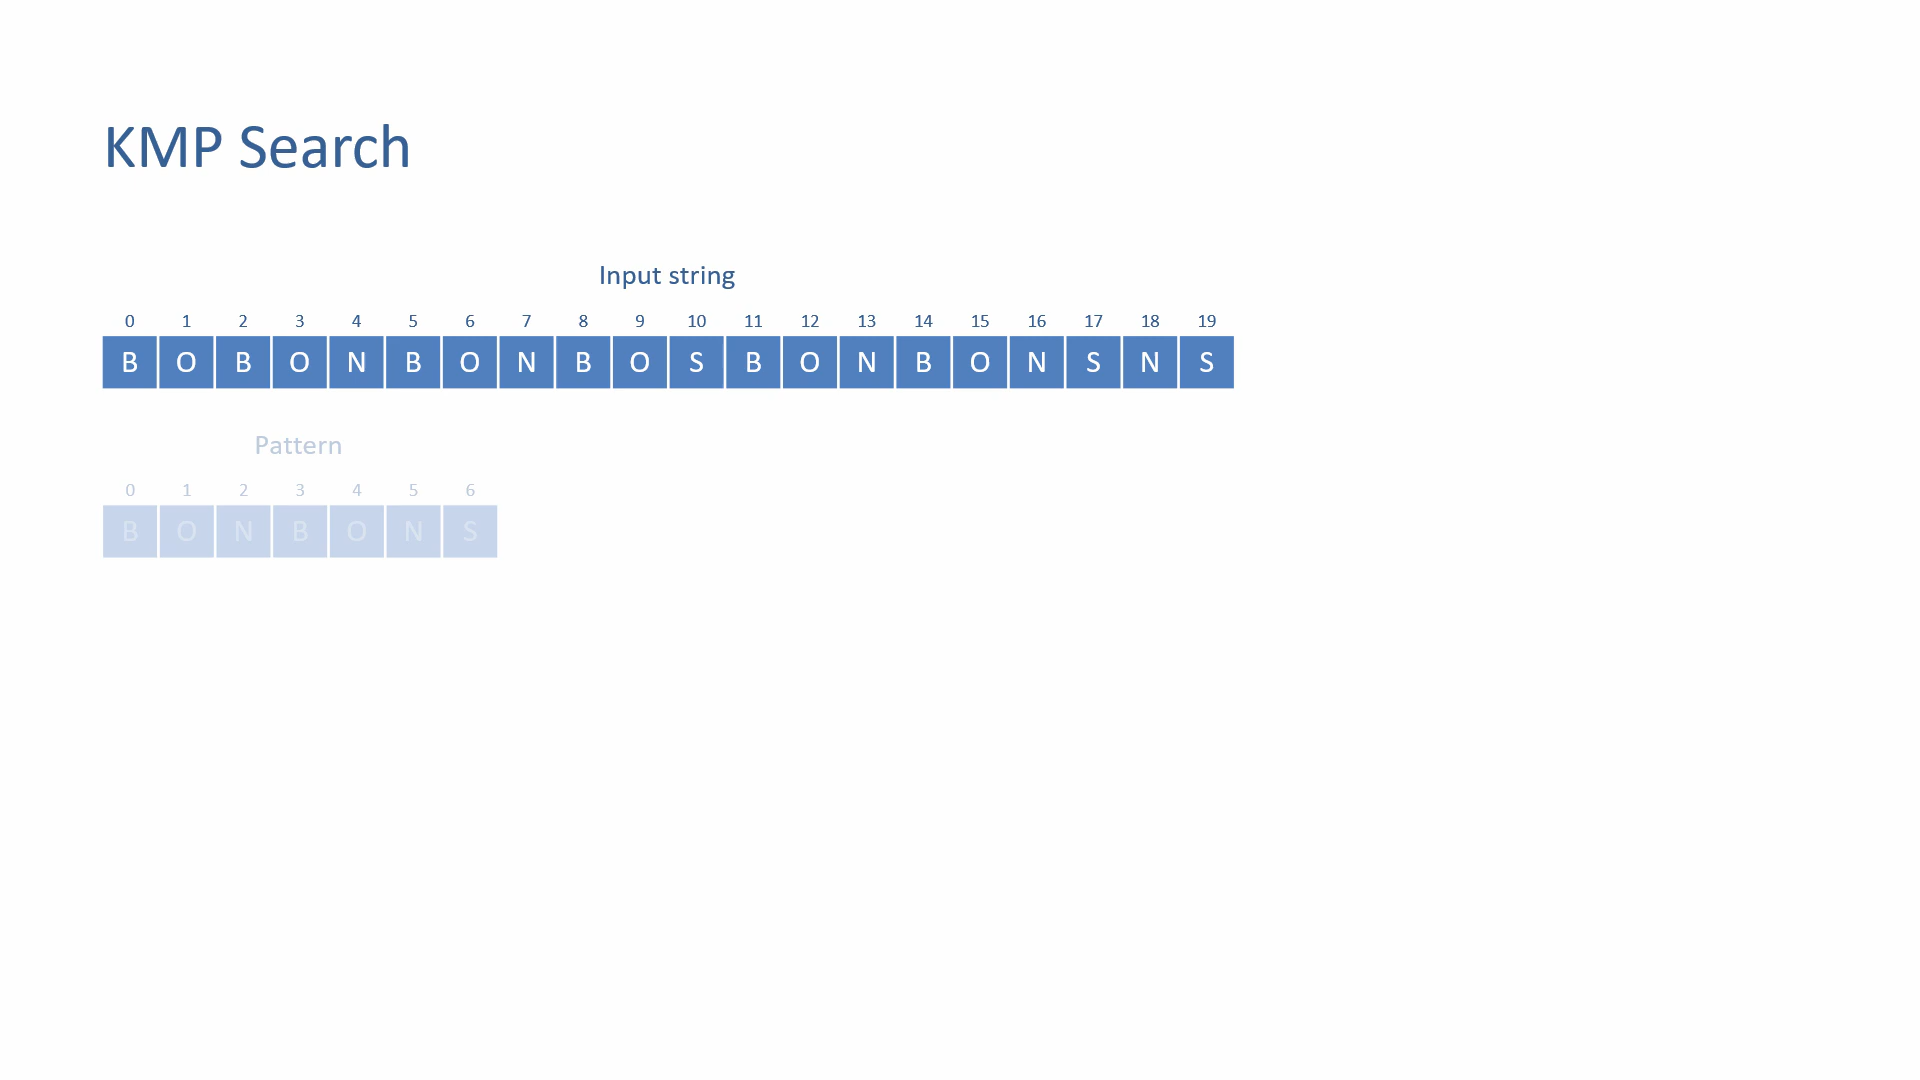 KMP Search
Input string
0 1 2 3 4 5 6 7 8 9 10 11 12 13 14 15 16 17 18 19
B O B O N B O N B O S B O N B O N S N S
Pattern
0 1 2 3 4 5 6
B O N B O N S